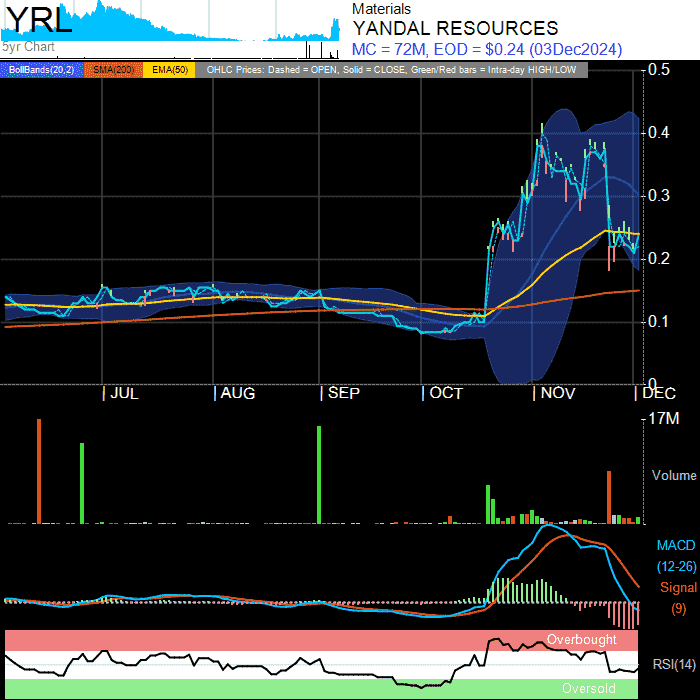 YRL
5yr Chart
Materials
YANDAL RESOURCES
MC = 72M, EOD = $0.24 (03Dec2024)
BollBands(20,2) SMA(200) EMA(50) OHLC Prices: Dashed = OPEN, Solid = CLOSE, Green/Red bars = Intra-day HIGH/LOW
0.5
0.4
0.3
0.2
0.1
0
| JUL | AUG | SEP | OCT | NOV | DEC
17M
Volume
MACD
(12-26)
Signal
(9)
Overbought
RSI(14)
Oversold